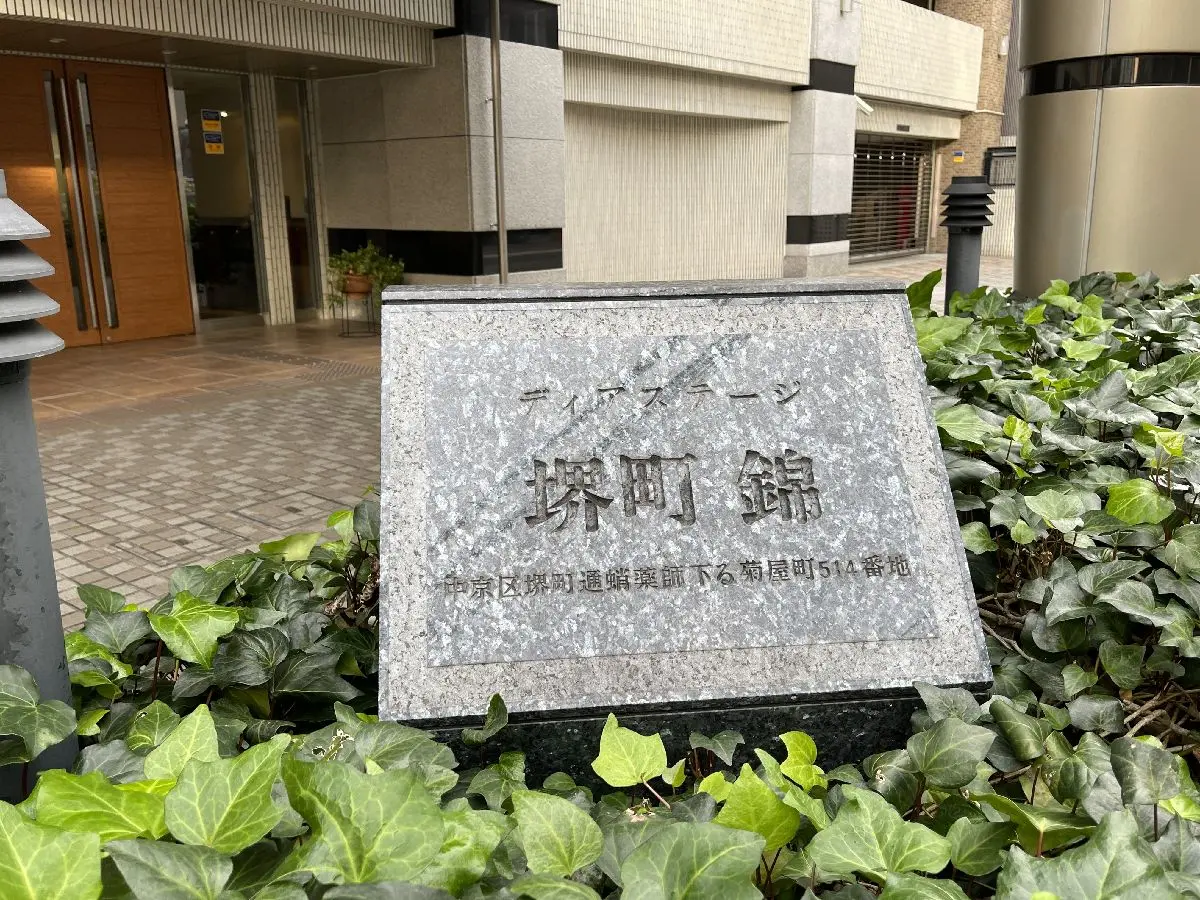 ディアステージ
堺町 錦
中京区堺町通蛸薬師下る菊屋町514番地